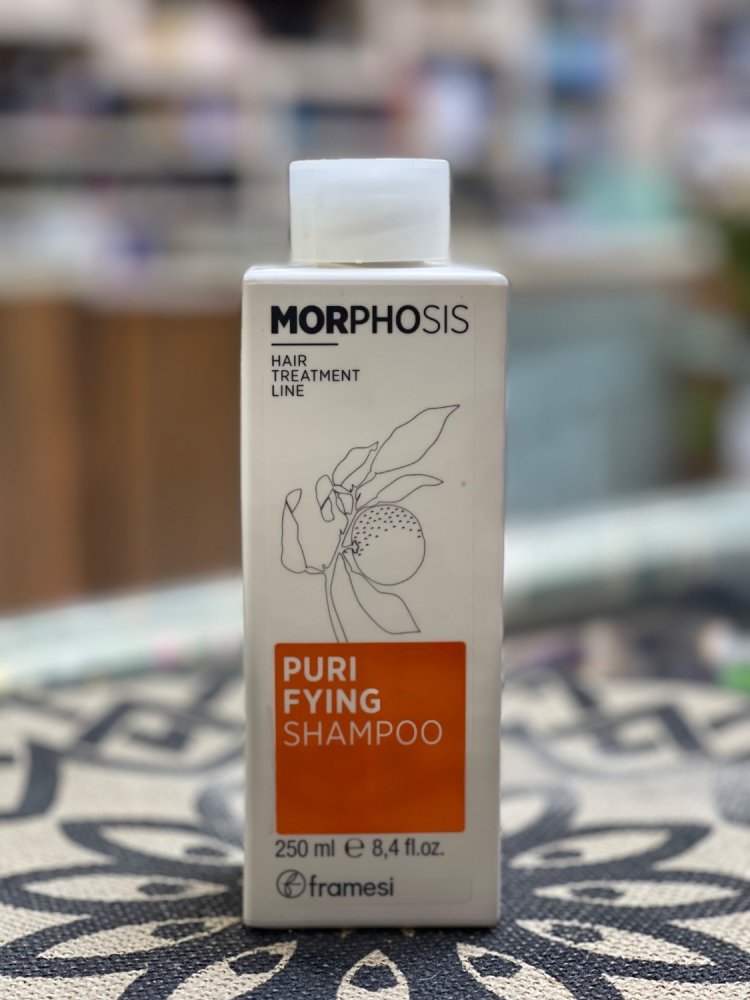 MORPHOSIS
HAIR
TREATMENT
LINE
PURI
FYING
SHAMPOO
250 ml ℮ 8,4 fl.oz.
framesi